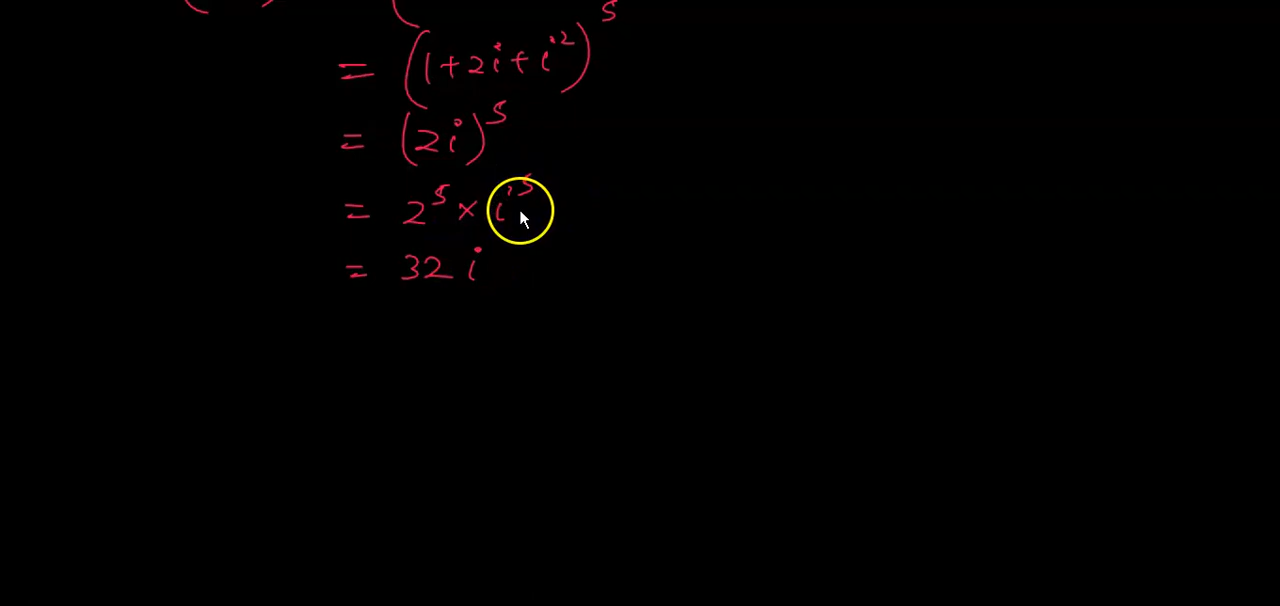 = (1+2i+i²)⁵
= (2i)⁵
= 2⁵ × i⁵
= 32 i